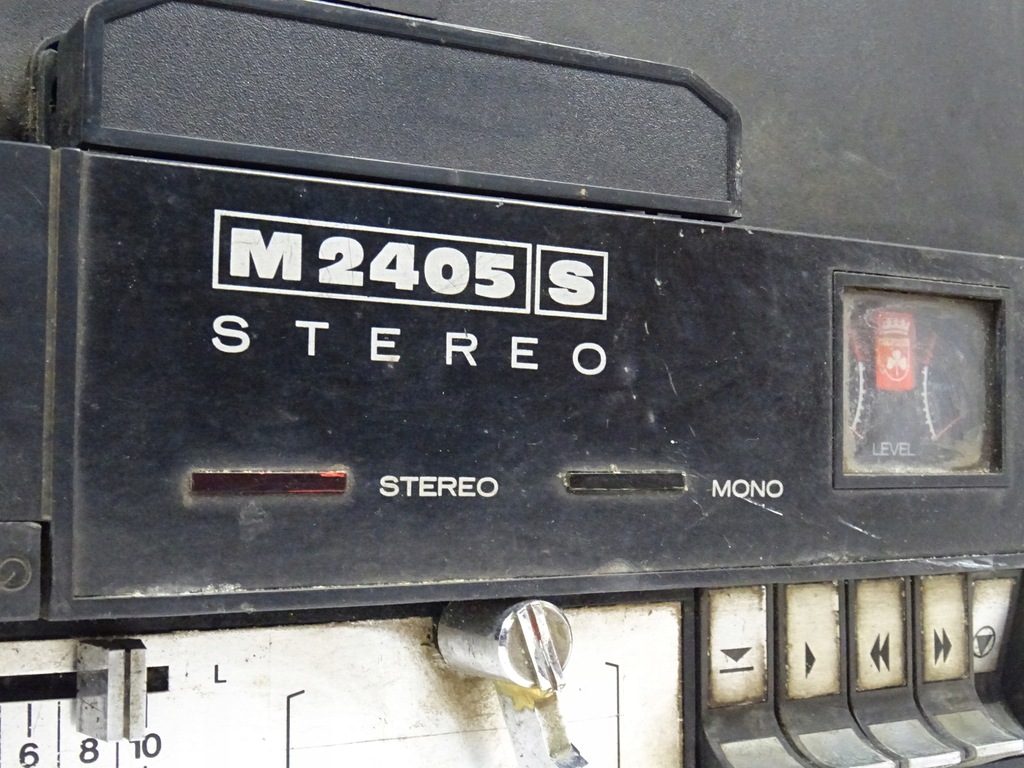 M 2405 S
STEREO
STEREO
MONO
LEVEL
L
6 8 10